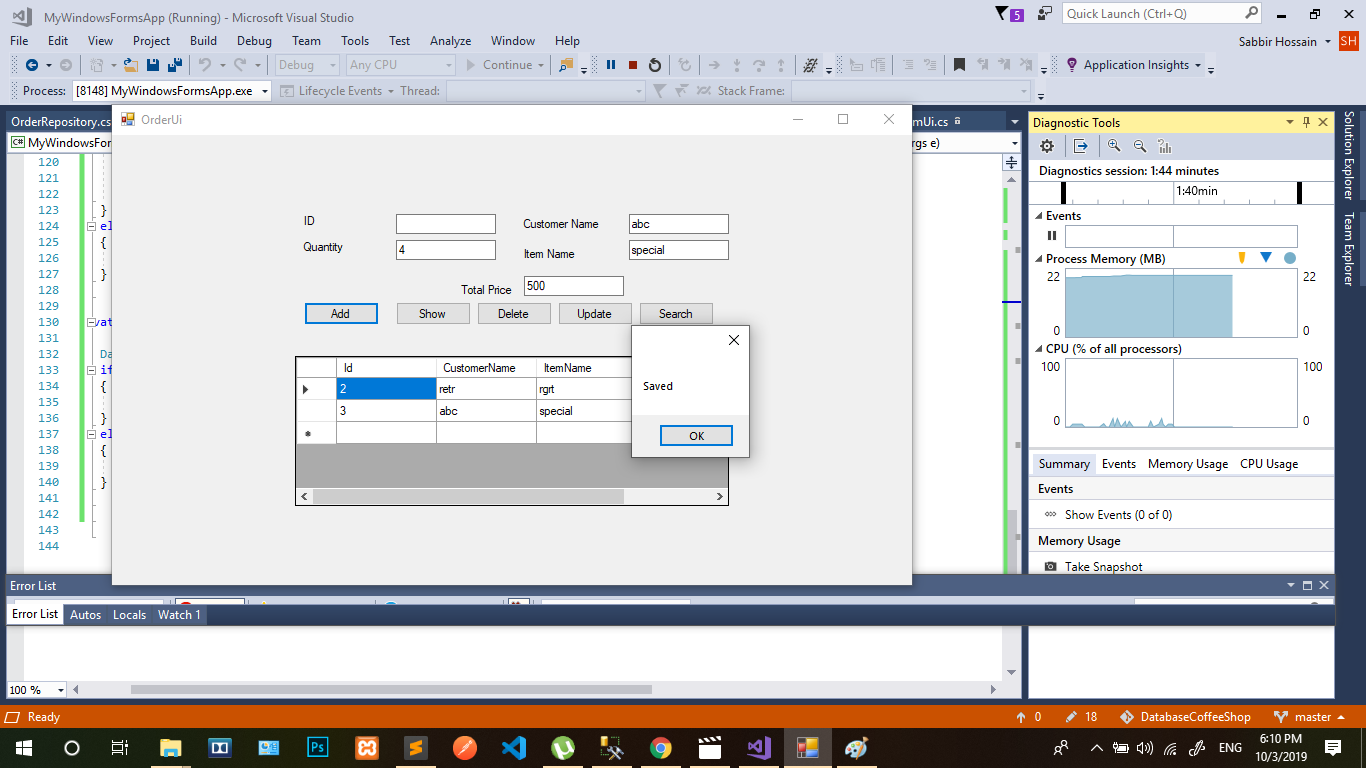 MyWindowsFormsApp (Running) - Microsoft Visual Studio
5
Quick Launch (Ctrl+Q)
File Edit View Project Build Debug Team Tools Test Analyze Window Help
Sabbir Hossain SH
Debug Any CPU Continue Application Insights
Process: [8148] MyWindowsFormsApp.exe Lifecycle Events Thread: Stack Frame:
OrderRepository.cs
OrderUi
mUi.cs
C# MyWindowsFor
rgs e)
120
121
122
123 }
124 el
125 {
126
127 }
128
129
130 vat
131
132 Da
133 if
134 {
135
136 }
137 el
138 {
139
140 }
141
142
143
144
ID
Customer Name abc
Quantity 4
Item Name special
Total Price 500
Add Show Delete Update Search
Id CustomerName ItemName
2 retr rgrt
3 abc special
Saved
OK
Diagnostic Tools
Diagnostics session: 1:44 minutes
1:40min
Events
Process Memory (MB)
22 22
0 0
CPU (% of all processors)
100 100
0 0
Summary Events Memory Usage CPU Usage
Events
Show Events (0 of 0)
Memory Usage
Take Snapshot
Solution Explorer
Team Explorer
Error List
Error List Autos Locals Watch 1
100 %
Ready
0 18 DatabaseCoffeeShop master
Ps
ENG
6:10 PM
10/3/2019